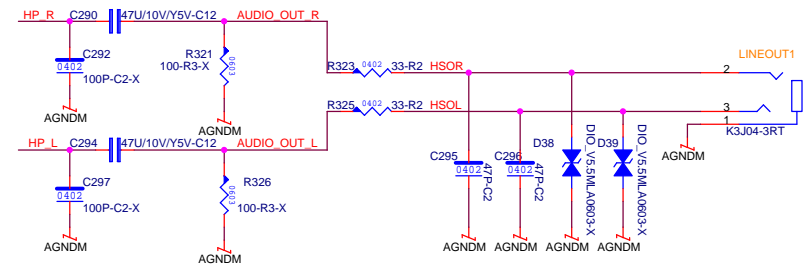 HP_R C290 47U/10V/Y5V-C12 AUDIO_OUT_R
C292
0402
100P-C2-X
AGNDM
R321
100-R3-X
0603
AGNDM
R323 0402 33-R2 HSOR
R325 0402 33-R2 HSOL
LINEOUT1
2
3
1
K3J04-3RT
AGNDM
HP_L C294 47U/10V/Y5V-C12 AUDIO_OUT_L
C297
0402
100P-C2-X
AGNDM
R326
0603
100-R3-X
AGNDM
C295
0402
47P-C2
AGNDM
C296
0402
47P-C2
AGNDM
D38
DIO_V5.5MLA0603-X
AGNDM
D39
DIO_V5.5MLA0603-X
AGNDM